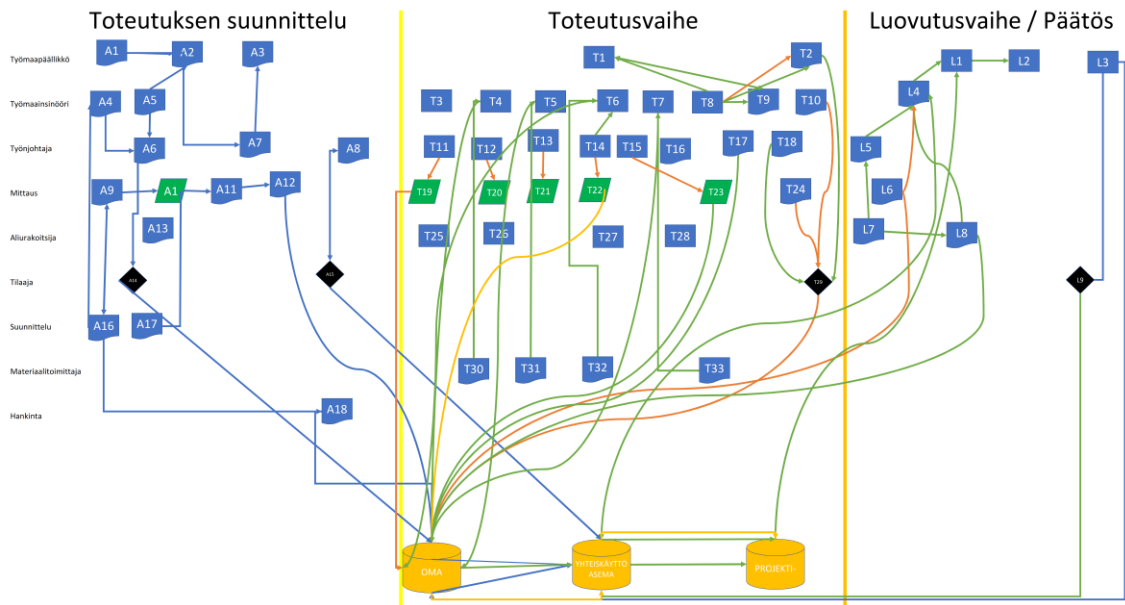 Toteutuksen suunnittelu Toteutusvaihe Luovutusvaihe / Päätös
Työmaapäällikkö A1 A2 A3 T1 T2 L1 L2 L3
Työmainsinööri A4 A5 T3 T4 T5 T6 T7 T8 T9 T10 L4
Työnjohtaja A6 A7 A8 T11 T12 T13 T14 T15 T16 T17 T18 L5
Mittaus A9 A1 A11 A12 T19 T20 T21 T22 T23 T24 L6
Aliurakoitsija A13 T25 T26 T27 T28 L7 L8
Tilaaja A14 A15 T29 L9
Suunnittelu A16 A17
Materiaalitoimittaja T30 T31 T32 T33
Hankinta A18
OMA YHTEISKÄYTTÖ PROJEKTI-
ASEMA